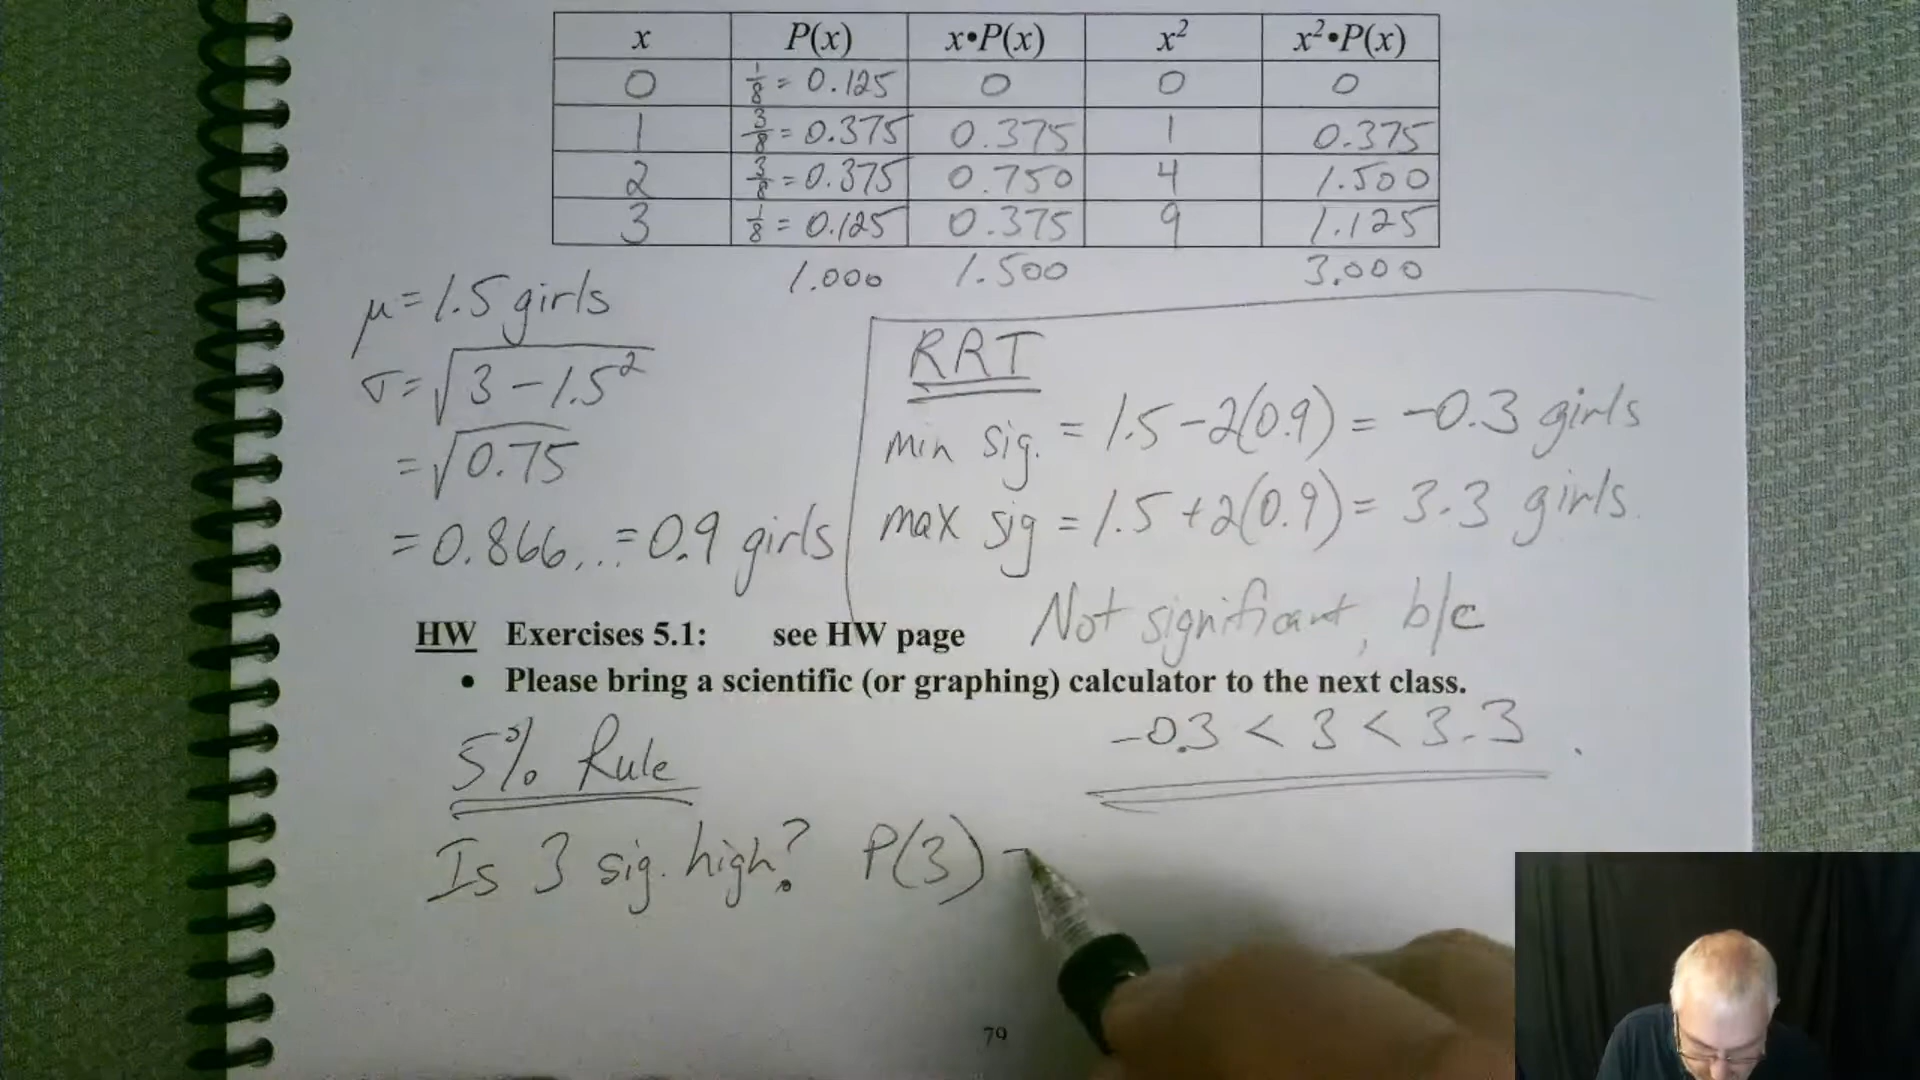 x P(x) x•P(x) x² x²•P(x)
0 1/8 = 0.125 0 0 0
1 3/8 = 0.375 0.375 1 0.375
2 3/8 = 0.375 0.750 4 1.500
3 1/8 = 0.125 0.375 9 1.125
1.000 1.500 3.000
μ = 1.5 girls
σ = √3 - 1.5²
= √0.75
= 0.866... = 0.9 girls
RRT
min sig. = 1.5 - 2(0.9) = -0.3 girls
max sig = 1.5 + 2(0.9) = 3.3 girls.
Not significant, b/c
-0.3 < 3 < 3.3
HW Exercises 5.1: see HW page
• Please bring a scientific (or graphing) calculator to the next class.
5% Rule
Is 3 sig. high? P(3) -
79